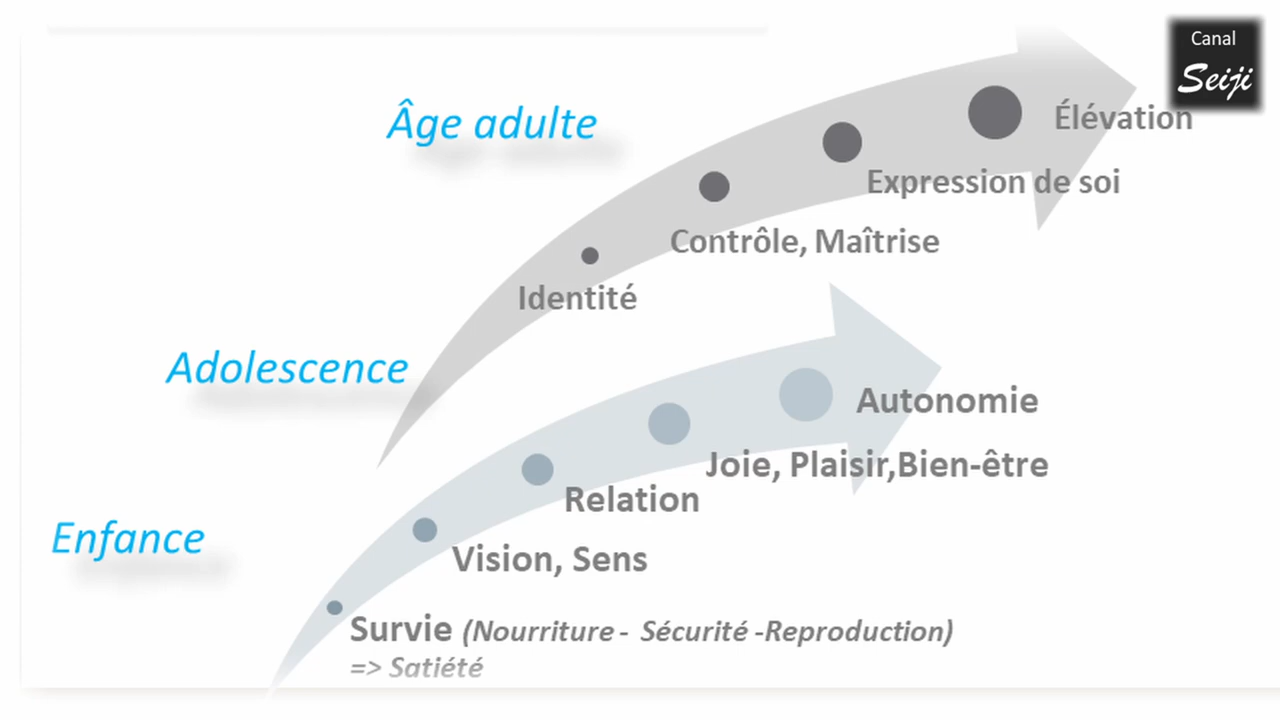 Canal
Seiji
Âge adulte
Élévation
Expression de soi
Contrôle, Maîtrise
Identité
Adolescence
Autonomie
Joie, Plaisir,Bien-être
Relation
Enfance
Vision, Sens
Survie (Nourriture - Sécurité -Reproduction)
=> Satiété